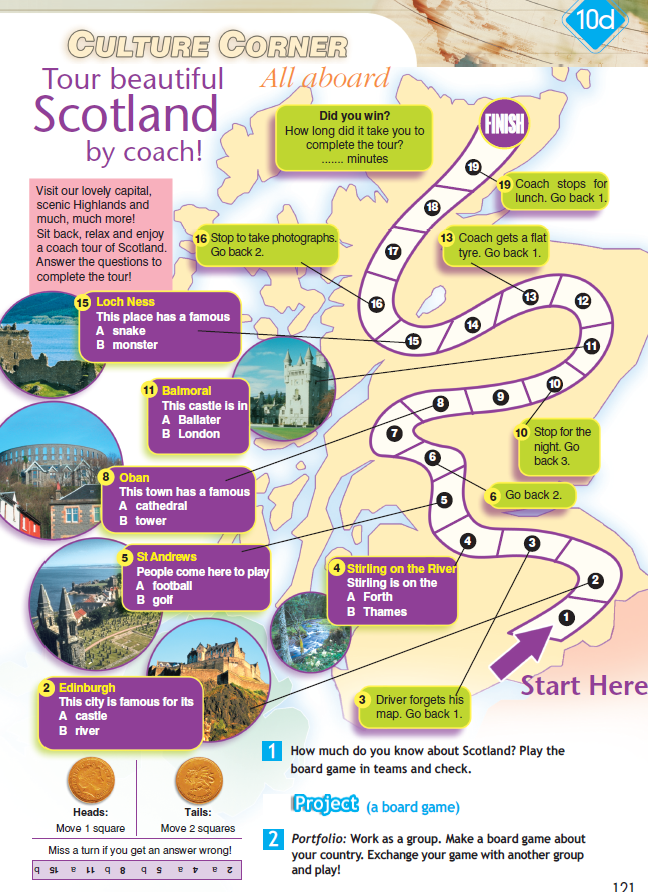 10d
CULTURE CORNER
Tour beautiful
Scotland
by coach!
All aboard
Visit our lovely capital,
scenic Highlands and
much, much more!
Sit back, relax and enjoy
a coach tour of Scotland.
Answer the questions to
complete the tour!
Did you win?
How long did it take you to
complete the tour?
....... minutes
FINISH
19
18
17
16
15
14
13
12
11
10
9
8
7
6
5
4
3
2
1
Start Here
19 Coach stops for
lunch. Go back 1.
16 Stop to take photographs.
Go back 2.
13 Coach gets a flat
tyre. Go back 1.
15 Loch Ness
This place has a famous
A snake
B monster
11 Balmoral
This castle is in
A Ballater
B London
10 Stop for the
night. Go
back 3.
8 Oban
This town has a famous
A cathedral
B tower
6 Go back 2.
5 St Andrews
People come here to play
A football
B golf
4 Stirling on the River
Stirling is on the
A Forth
B Thames
2 Edinburgh
This city is famous for its
A castle
B river
3 Driver forgets his
map. Go back 1.
Heads:
Move 1 square
Tails:
Move 2 squares
Miss a turn if you get an answer wrong!
2 a 4 a 5 b 8 b 11 a 15 b
1 How much do you know about Scotland? Play the
board game in teams and check.
Project (a board game)
2 Portfolio: Work as a group. Make a board game about
your country. Exchange your game with another group
and play!
121